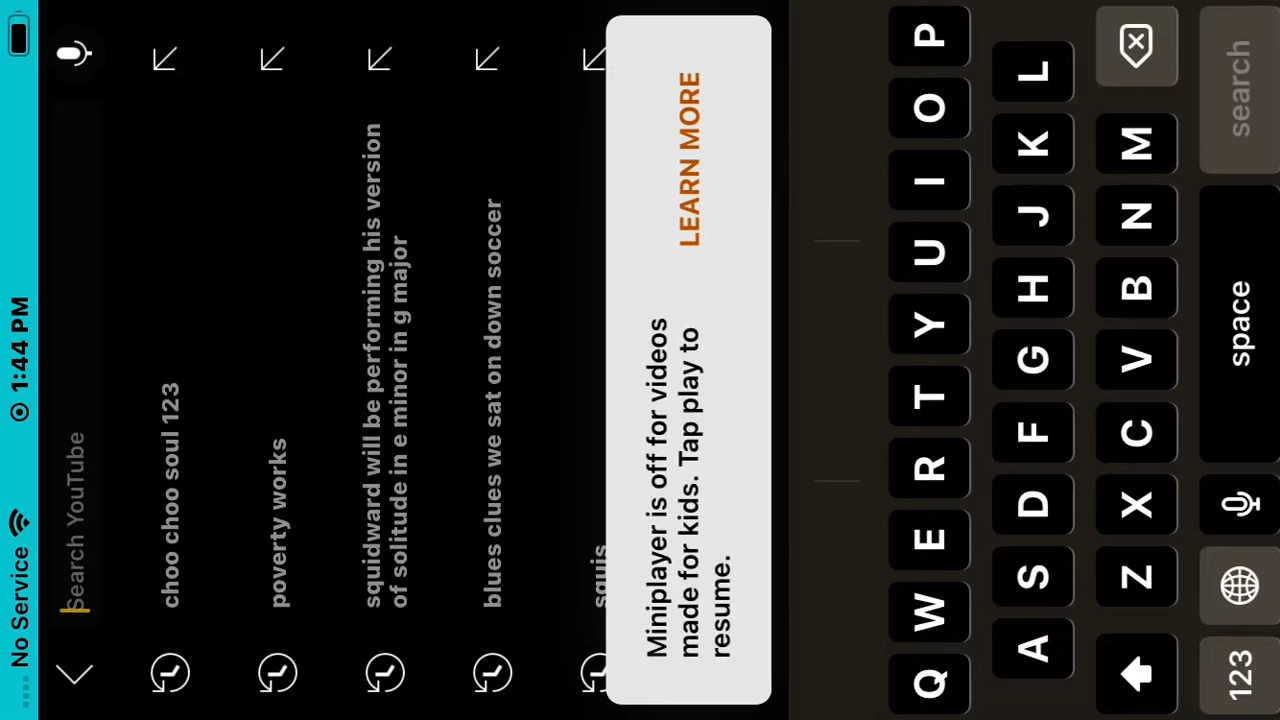 No Service 1:44 PM
Search YouTube
choo choo soul 123
poverty works
squidward will be performing his version
of solitude in e minor in g major
blues clues we sat on down soccer
squis
Miniplayer is off for videos
made for kids. Tap play to
resume.
LEARN MORE
Q W E R T Y U I O P
A S D F G H J K L
Z X C V B N M
123 space search